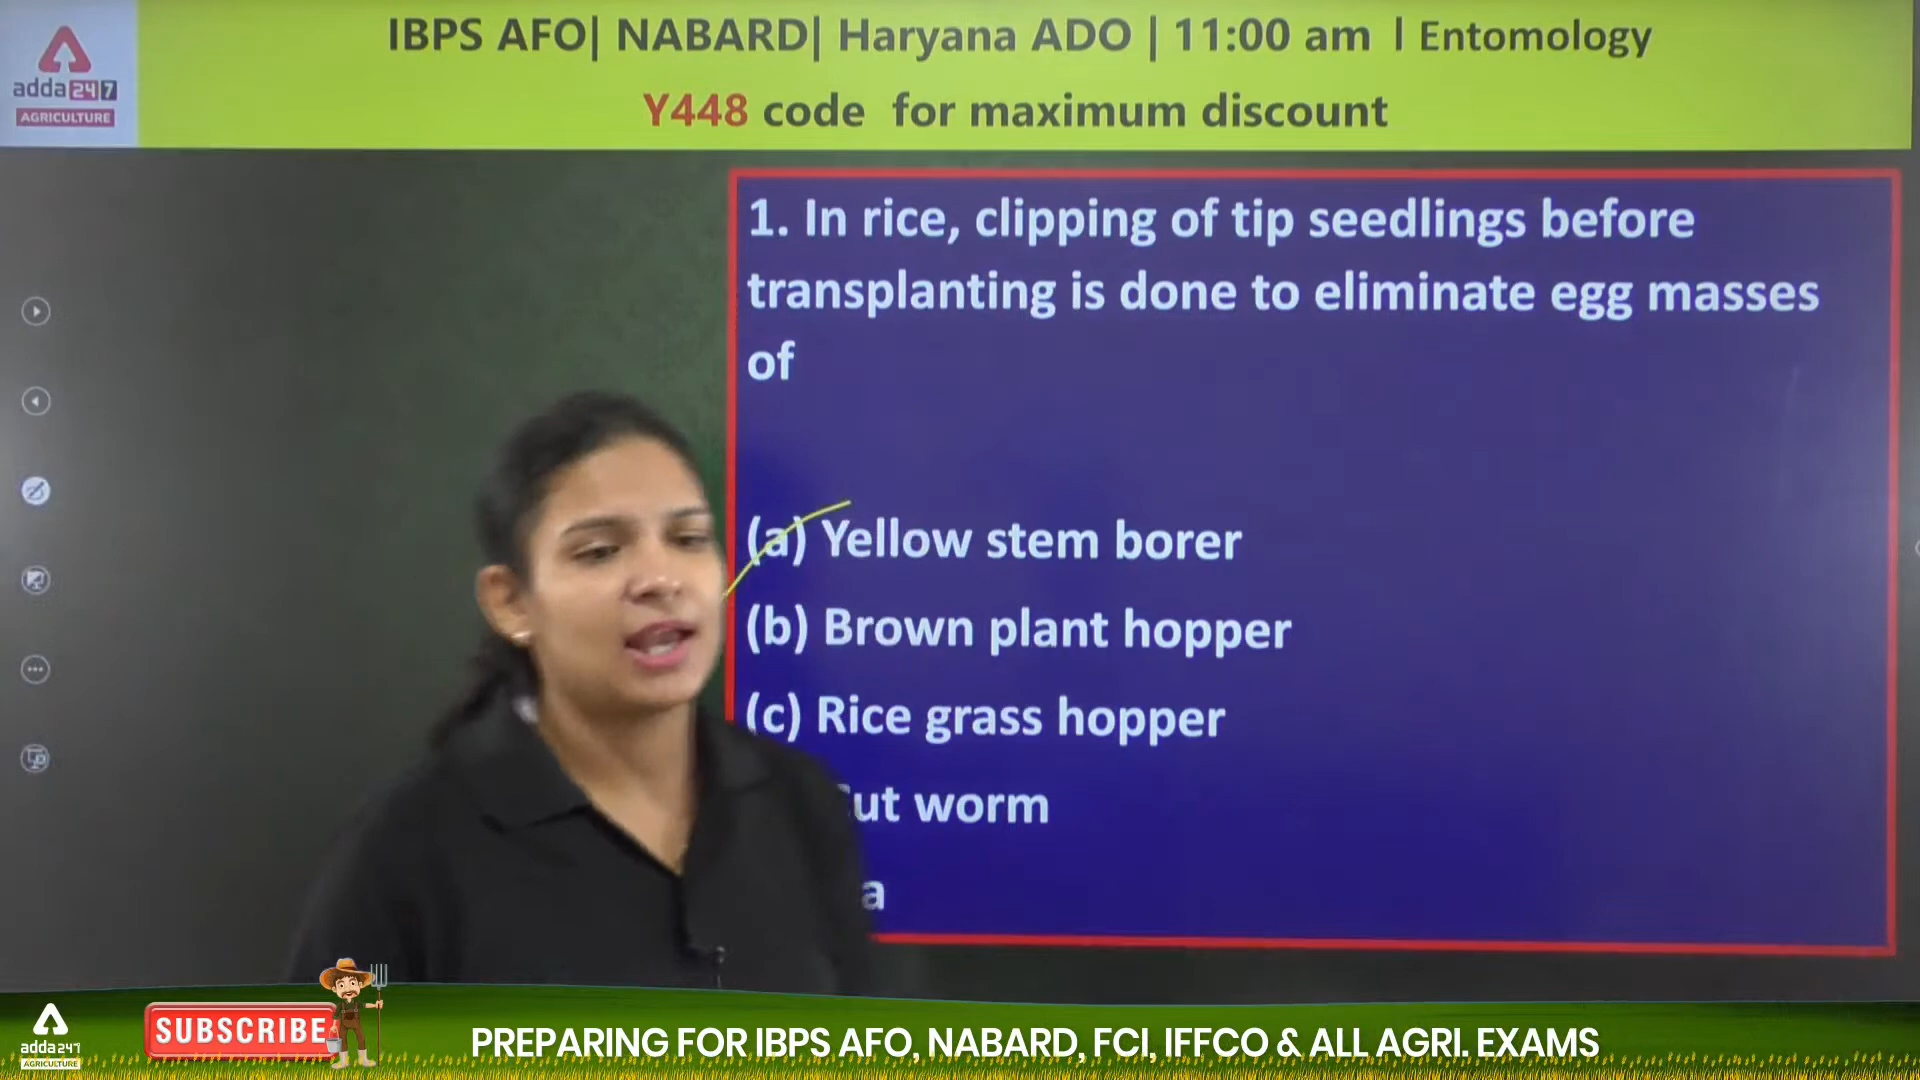 IBPS AFO| NABARD| Haryana ADO | 11:00 am l Entomology
Y448 code for maximum discount
adda247
AGRICULTURE
1. In rice, clipping of tip seedlings before
transplanting is done to eliminate egg masses
of
(a) Yellow stem borer
(b) Brown plant hopper
(c) Rice grass hopper
ut worm
a
adda247
AGRICULTURE
SUBSCRIBE
PREPARING FOR IBPS AFO, NABARD, FCI, IFFCO & ALL AGRI. EXAMS